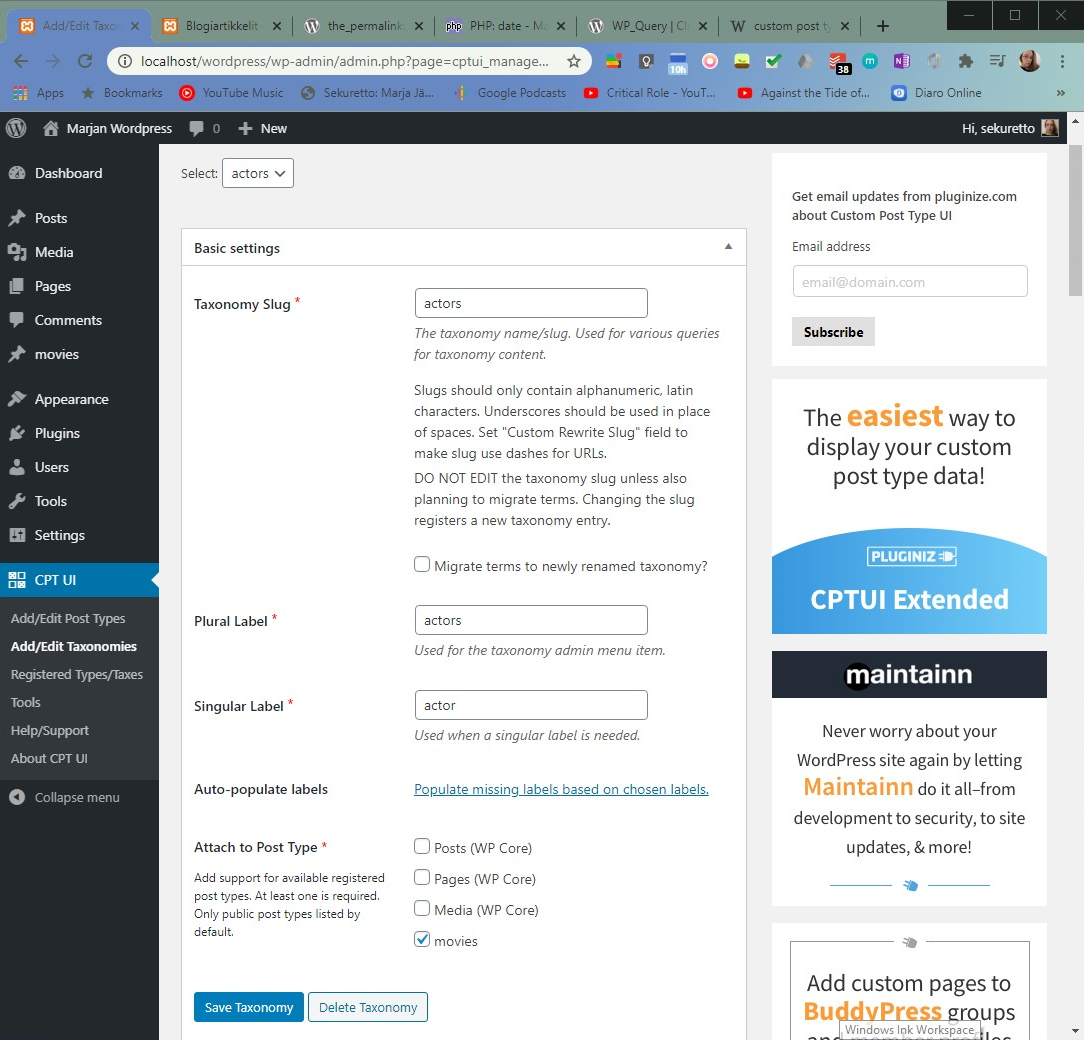 Add/Edit Taxon
Blogiartikkelit
the_permalink
php PHP: date - Ma
WP_Query | Cl
W custom post ty
localhost/wordpress/wp-admin/admin.php?page=cptui_manage...
10h
38
m
N
Apps
Bookmarks
YouTube Music
Sekuretto: Marja Jä...
Google Podcasts
Critical Role - YouT...
Against the Tide of...
Diaro Online
»
Marjan Wordpress
0
New
Hi, sekuretto
Dashboard
Posts
Media
Pages
Comments
movies
Appearance
Plugins
Users
Tools
Settings
CPT UI
Add/Edit Post Types
Add/Edit Taxonomies
Registered Types/Taxes
Tools
Help/Support
About CPT UI
Collapse menu
Select: actors
Basic settings
Taxonomy Slug *
actors
The taxonomy name/slug. Used for various queries
for taxonomy content.
Slugs should only contain alphanumeric, latin
characters. Underscores should be used in place
of spaces. Set "Custom Rewrite Slug" field to
make slug use dashes for URLs.
DO NOT EDIT the taxonomy slug unless also
planning to migrate terms. Changing the slug
registers a new taxonomy entry.
Migrate terms to newly renamed taxonomy?
Plural Label *
actors
Used for the taxonomy admin menu item.
Singular Label *
actor
Used when a singular label is needed.
Auto-populate labels
Populate missing labels based on chosen labels.
Attach to Post Type *
Add support for available registered
post types. At least one is required.
Only public post types listed by
default.
Posts (WP Core)
Pages (WP Core)
Media (WP Core)
movies
Save Taxonomy
Delete Taxonomy
Get email updates from pluginize.com
about Custom Post Type UI
Email address
email@domain.com
Subscribe
The easiest way to
display your custom
post type data!
PLUGINIZ
CPTUI Extended
maintainn
Never worry about your
WordPress site again by letting
Maintainn do it all–from
development to security, to site
updates, & more!
Add custom pages to
BuddyPress groups
Windows Ink Workspace